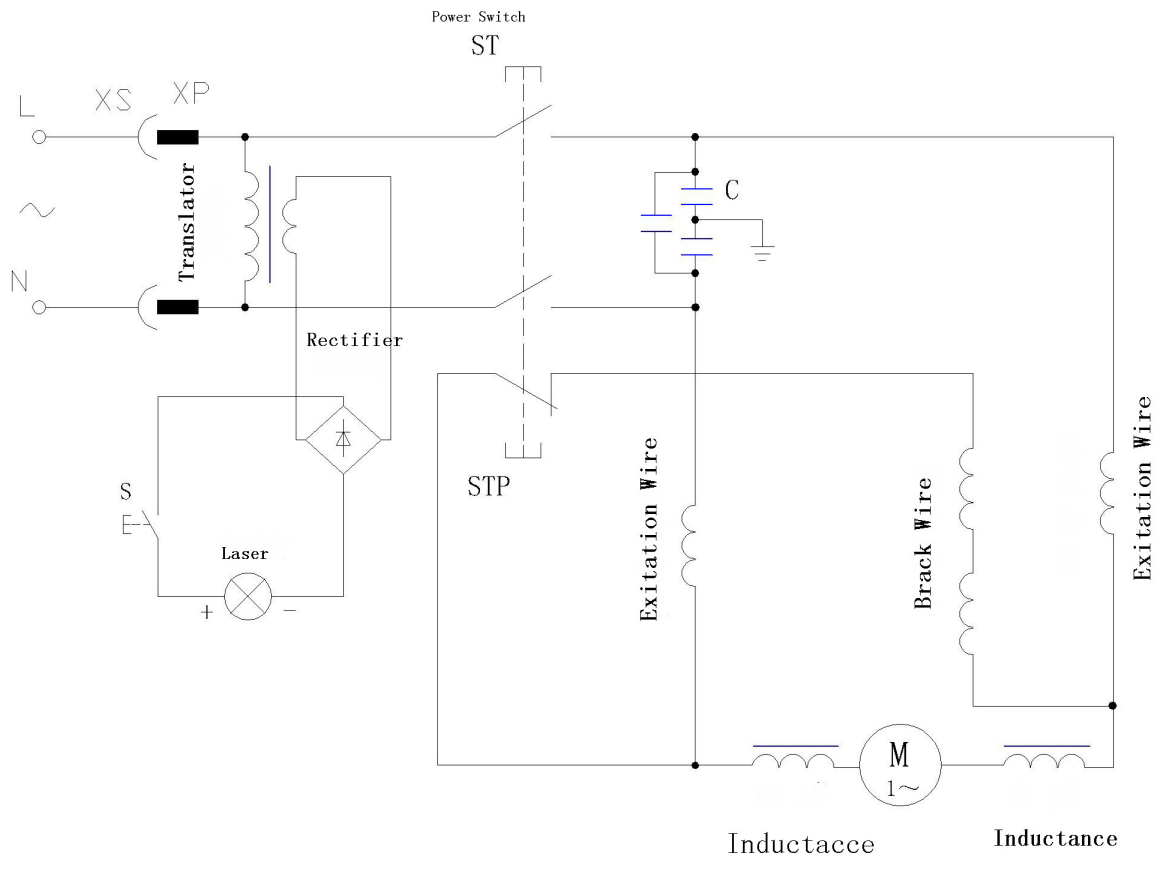 Power Switch
ST
L
XS
XP
Translator
C
N
Rectifier
STP
S
Laser
+
−
Exitation Wire
Brack Wire
Exitation Wire
M
1~
Inductacce
Inductance